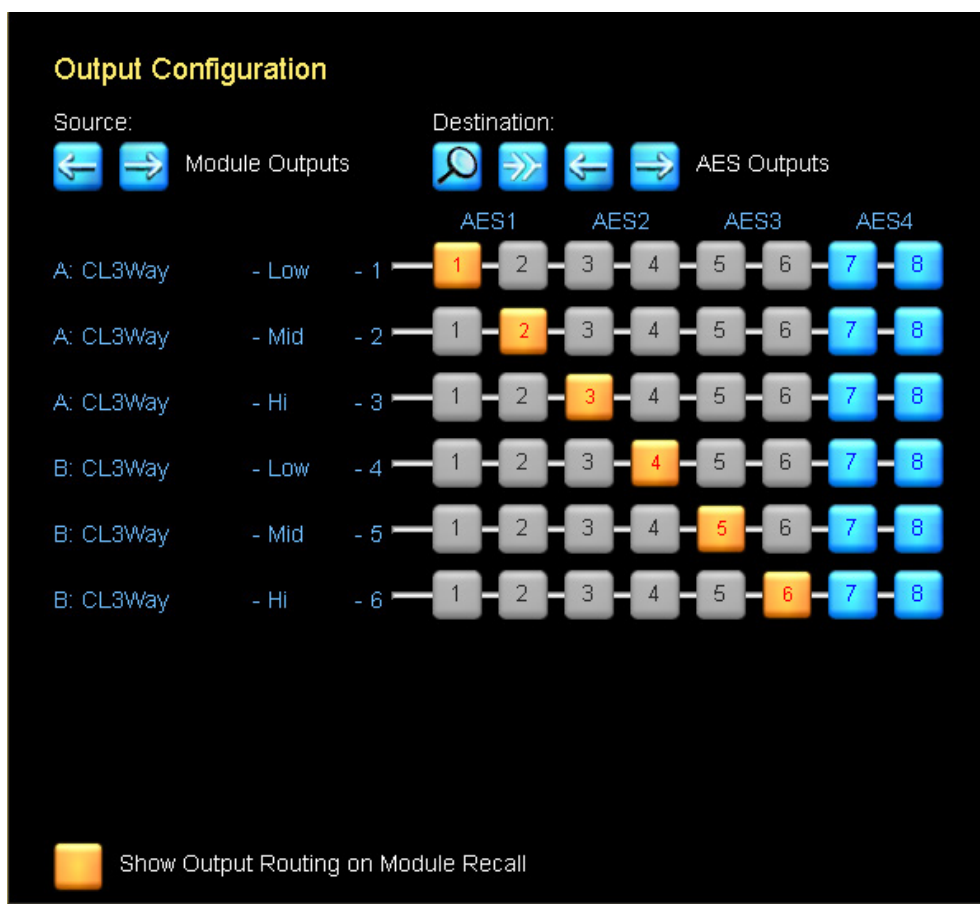 Output Configuration
Source: Destination:
Module Outputs AES Outputs
AES1 AES2 AES3 AES4
A: CL3Way - Low - 1 1 2 3 4 5 6 7 8
A: CL3Way - Mid - 2 1 2 3 4 5 6 7 8
A: CL3Way - Hi - 3 1 2 3 4 5 6 7 8
B: CL3Way - Low - 4 1 2 3 4 5 6 7 8
B: CL3Way - Mid - 5 1 2 3 4 5 6 7 8
B: CL3Way - Hi - 6 1 2 3 4 5 6 7 8
Show Output Routing on Module Recall